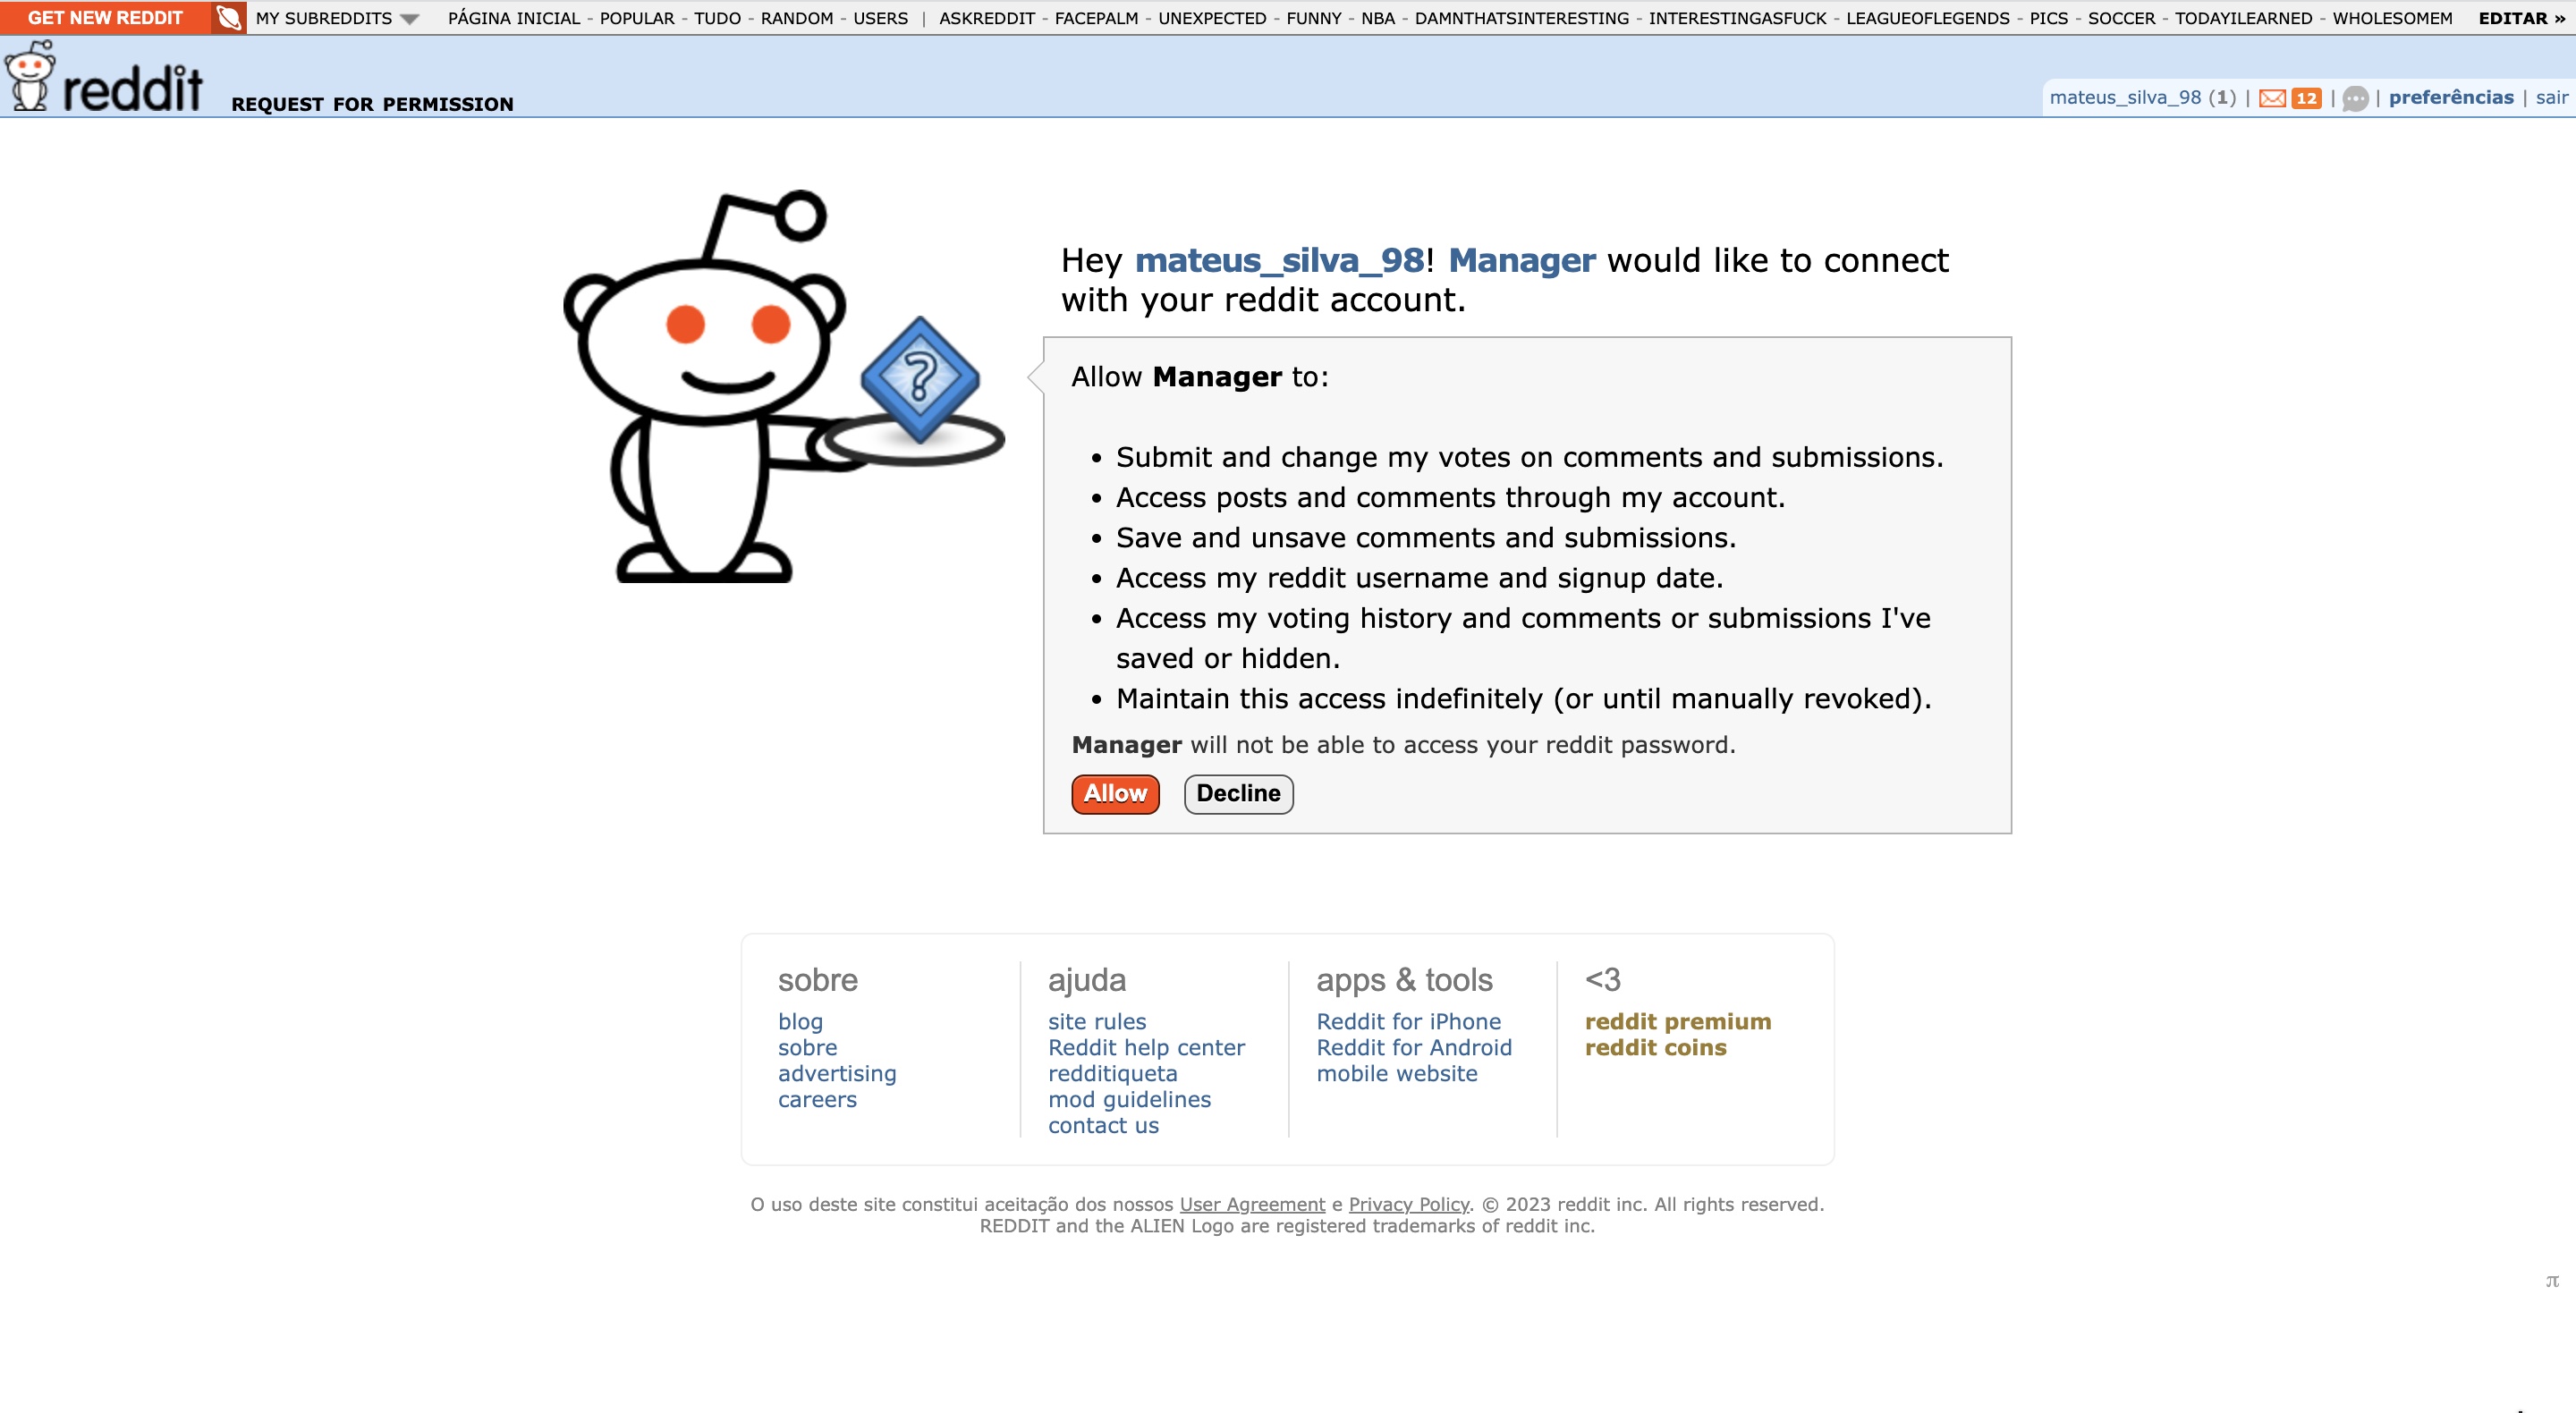 GET NEW REDDIT MY SUBREDDITS PÁGINA INICIAL - POPULAR - TUDO - RANDOM - USERS | ASKREDDIT - FACEPALM - UNEXPECTED - FUNNY - NBA - DAMNTHATSINTERESTING - INTERESTINGASFUCK - LEAGUEOFLEGENDS - PICS - SOCCER - TODAYILEARNED - WHOLESOMEM EDITAR »
reddit REQUEST FOR PERMISSION
mateus_silva_98 (1) | 12 | | preferências | sair
Hey mateus_silva_98! Manager would like to connect
with your reddit account.
?
Allow Manager to:
• Submit and change my votes on comments and submissions.
• Access posts and comments through my account.
• Save and unsave comments and submissions.
• Access my reddit username and signup date.
• Access my voting history and comments or submissions I've
saved or hidden.
• Maintain this access indefinitely (or until manually revoked).
Manager will not be able to access your reddit password.
Allow Decline
sobre
blog
sobre
advertising
careers
ajuda
site rules
Reddit help center
redditiqueta
mod guidelines
contact us
apps & tools
Reddit for iPhone
Reddit for Android
mobile website
<3
reddit premium
reddit coins
O uso deste site constitui aceitação dos nossos User Agreement e Privacy Policy. © 2023 reddit inc. All rights reserved.
REDDIT and the ALIEN Logo are registered trademarks of reddit inc.
π